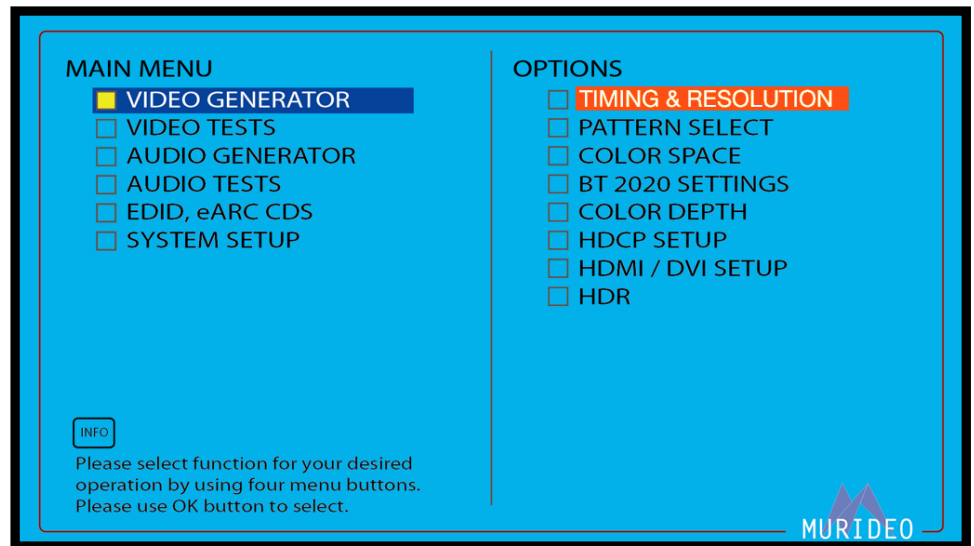 MAIN MENU
VIDEO GENERATOR
VIDEO TESTS
AUDIO GENERATOR
AUDIO TESTS
EDID, eARC CDS
SYSTEM SETUP
INFO
Please select function for your desired
operation by using four menu buttons.
Please use OK button to select.
OPTIONS
TIMING & RESOLUTION
PATTERN SELECT
COLOR SPACE
BT 2020 SETTINGS
COLOR DEPTH
HDCP SETUP
HDMI / DVI SETUP
HDR
MURIDEO